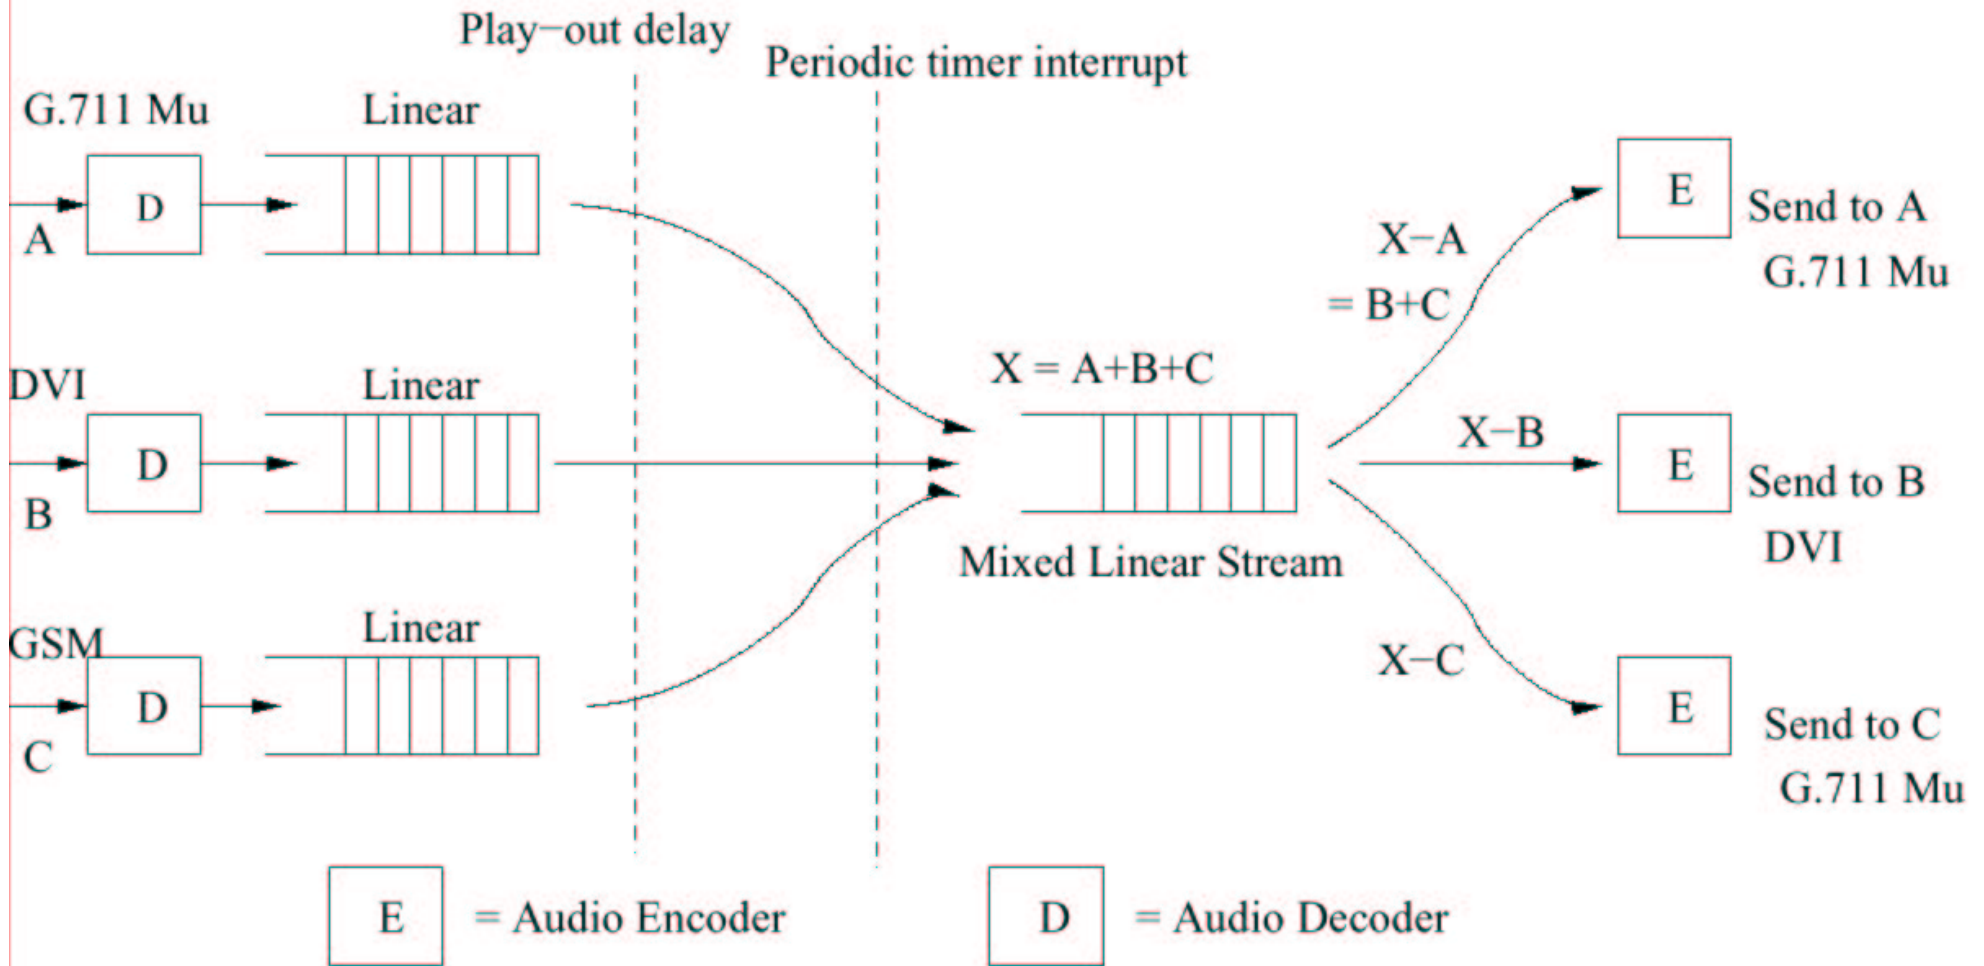 Play−out delay
Periodic timer interrupt
G.711 Mu
Linear
D
A
E
Send to A
G.711 Mu
X−A
= B+C
X = A+B+C
DVI
Linear
D
B
X−B
E
Send to B
DVI
Mixed Linear Stream
GSM
Linear
D
C
X−C
E
Send to C
G.711 Mu
E = Audio Encoder
D = Audio Decoder